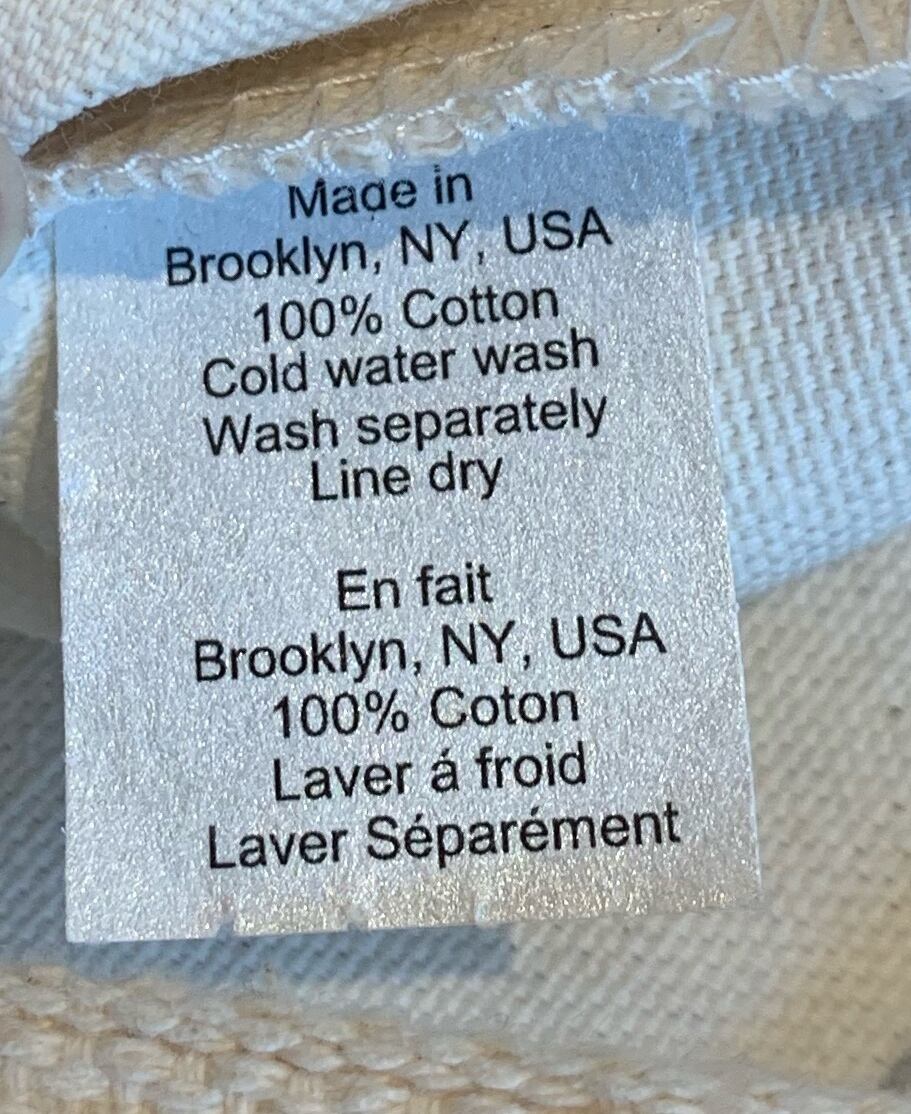 Made in
Brooklyn, NY, USA
100% Cotton
Cold water wash
Wash separately
Line dry
En fait
Brooklyn, NY, USA
100% Coton
Laver á froid
Laver Séparément